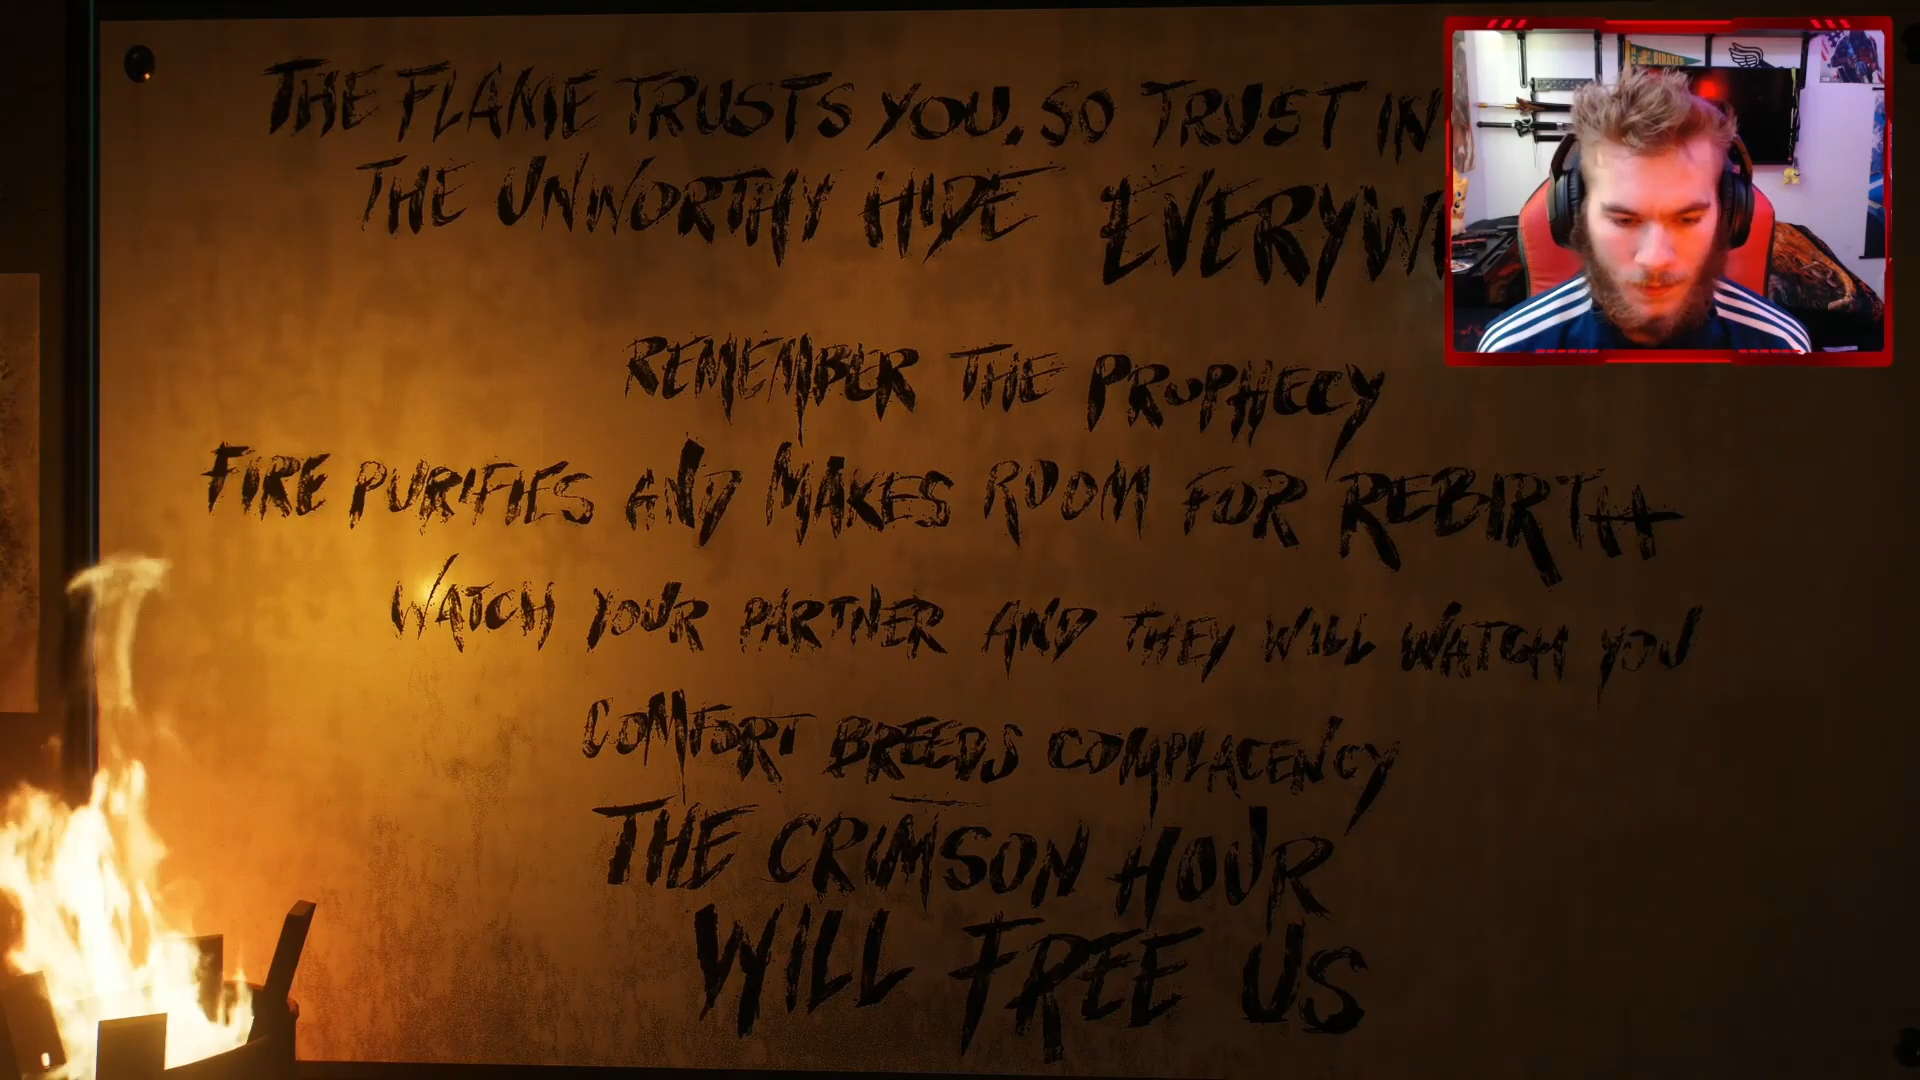 THE FLAME TRUSTS YOU, SO TRUST IN
THE UNWORTHY HIDE
REMEMBER THE PROPHECY
FIRE PURIFIES AND MAKES ROOM FOR REBIRTH
WATCH YOUR PARTNER AND THEY WILL WATCH YOU
COMFORT BREEDS COMPLACENCY
THE CRIMSON HOUR
WILL FREE US
PIRATES